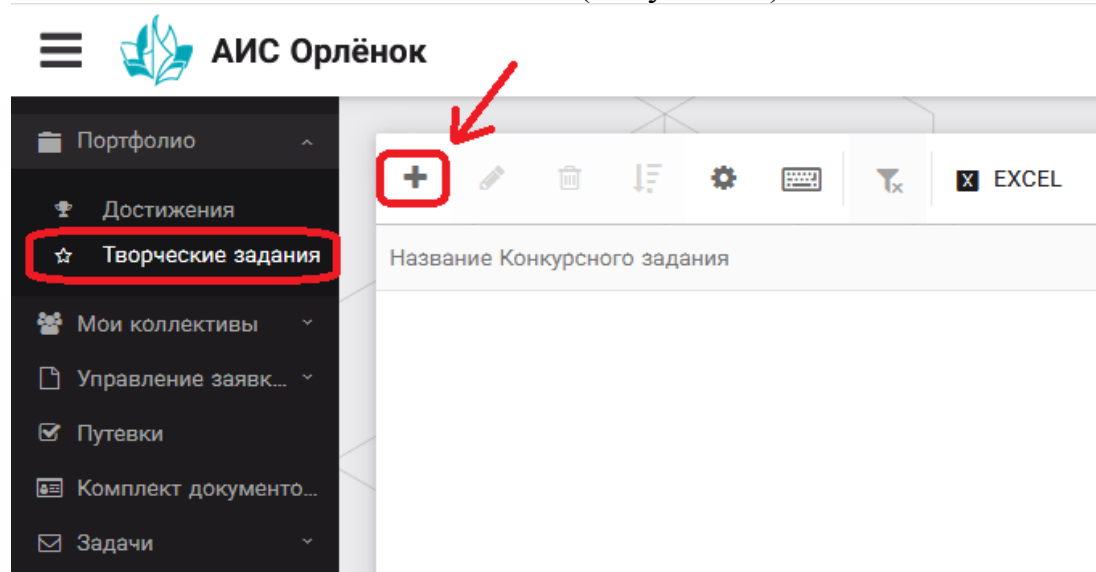 АИС Орлёнок
Портфолио
Достижения
Творческие задания
Мои коллективы
Управление заявк...
Путевки
Комплект документо...
Задачи
X EXCEL
Название Конкурсного задания